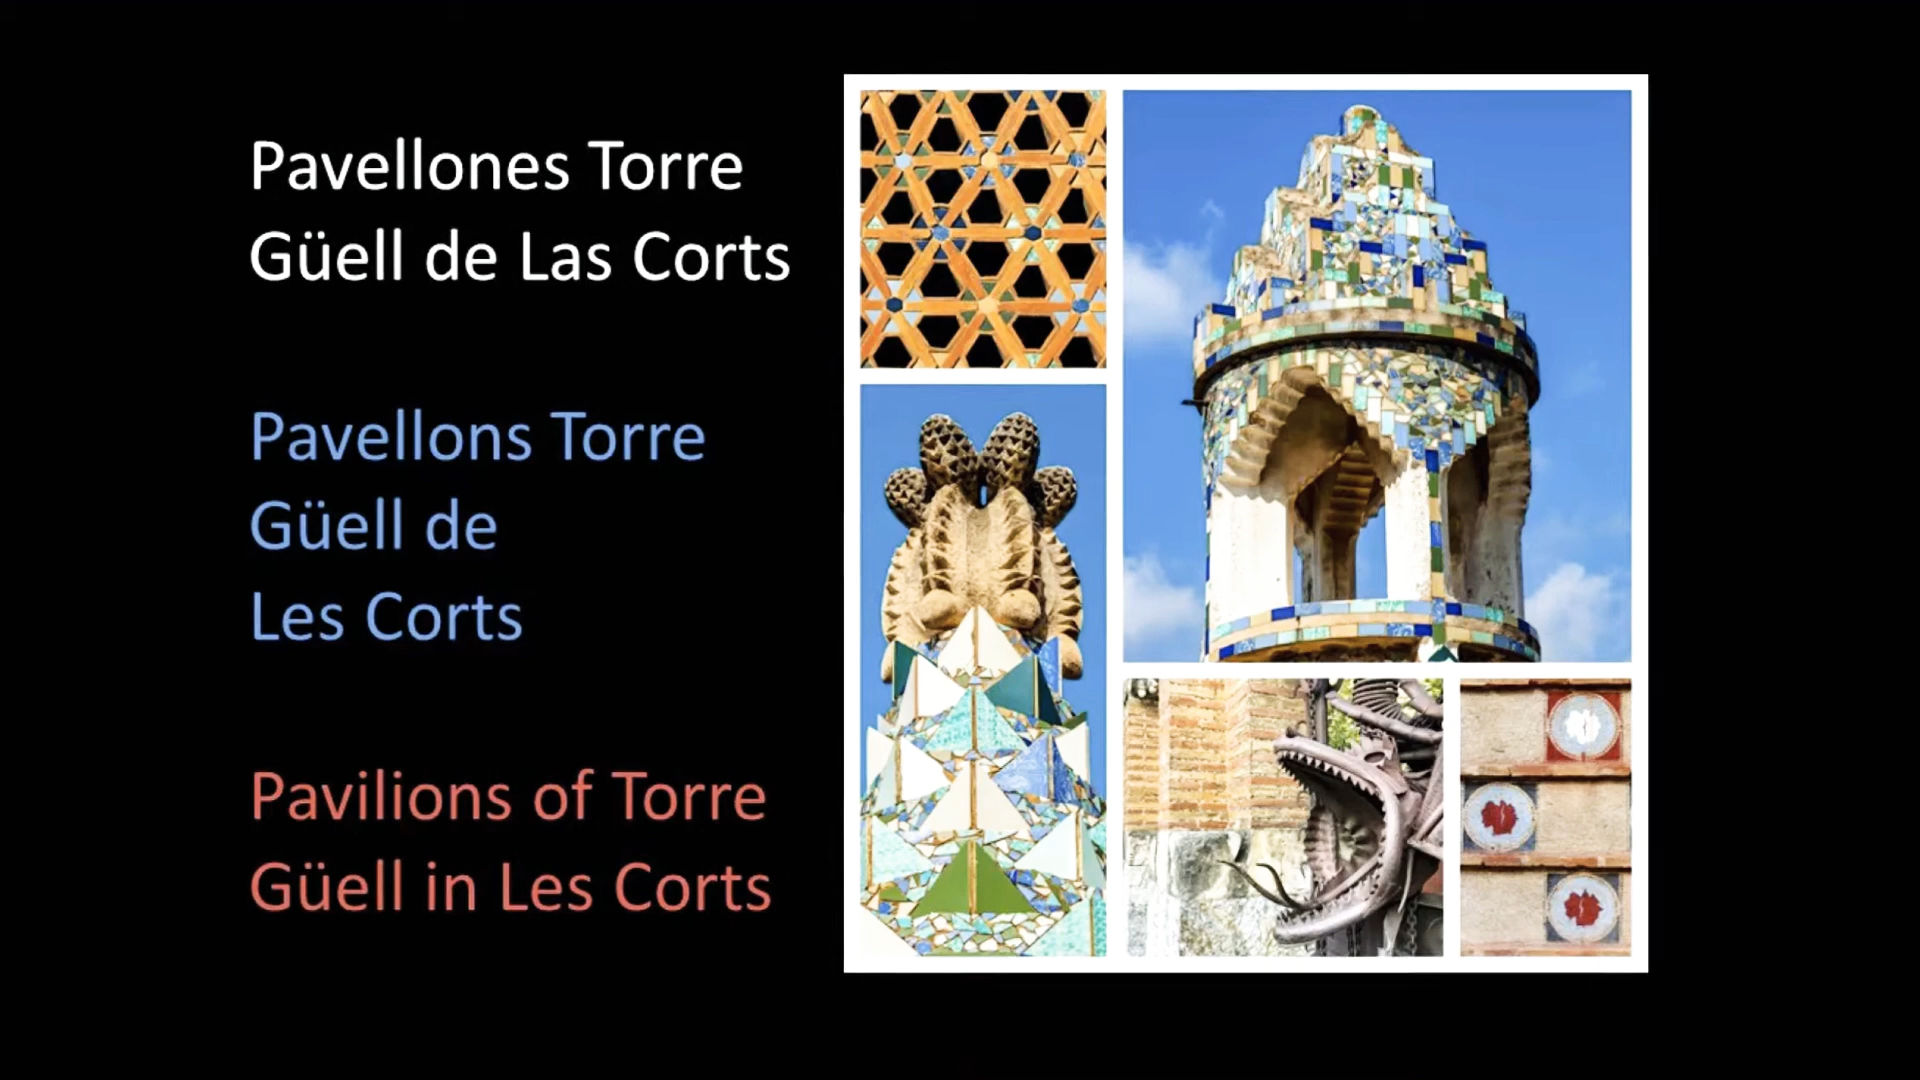 Pavellones Torre
Güell de Las Corts
Pavellons Torre
Güell de
Les Corts
Pavilions of Torre
Güell in Les Corts